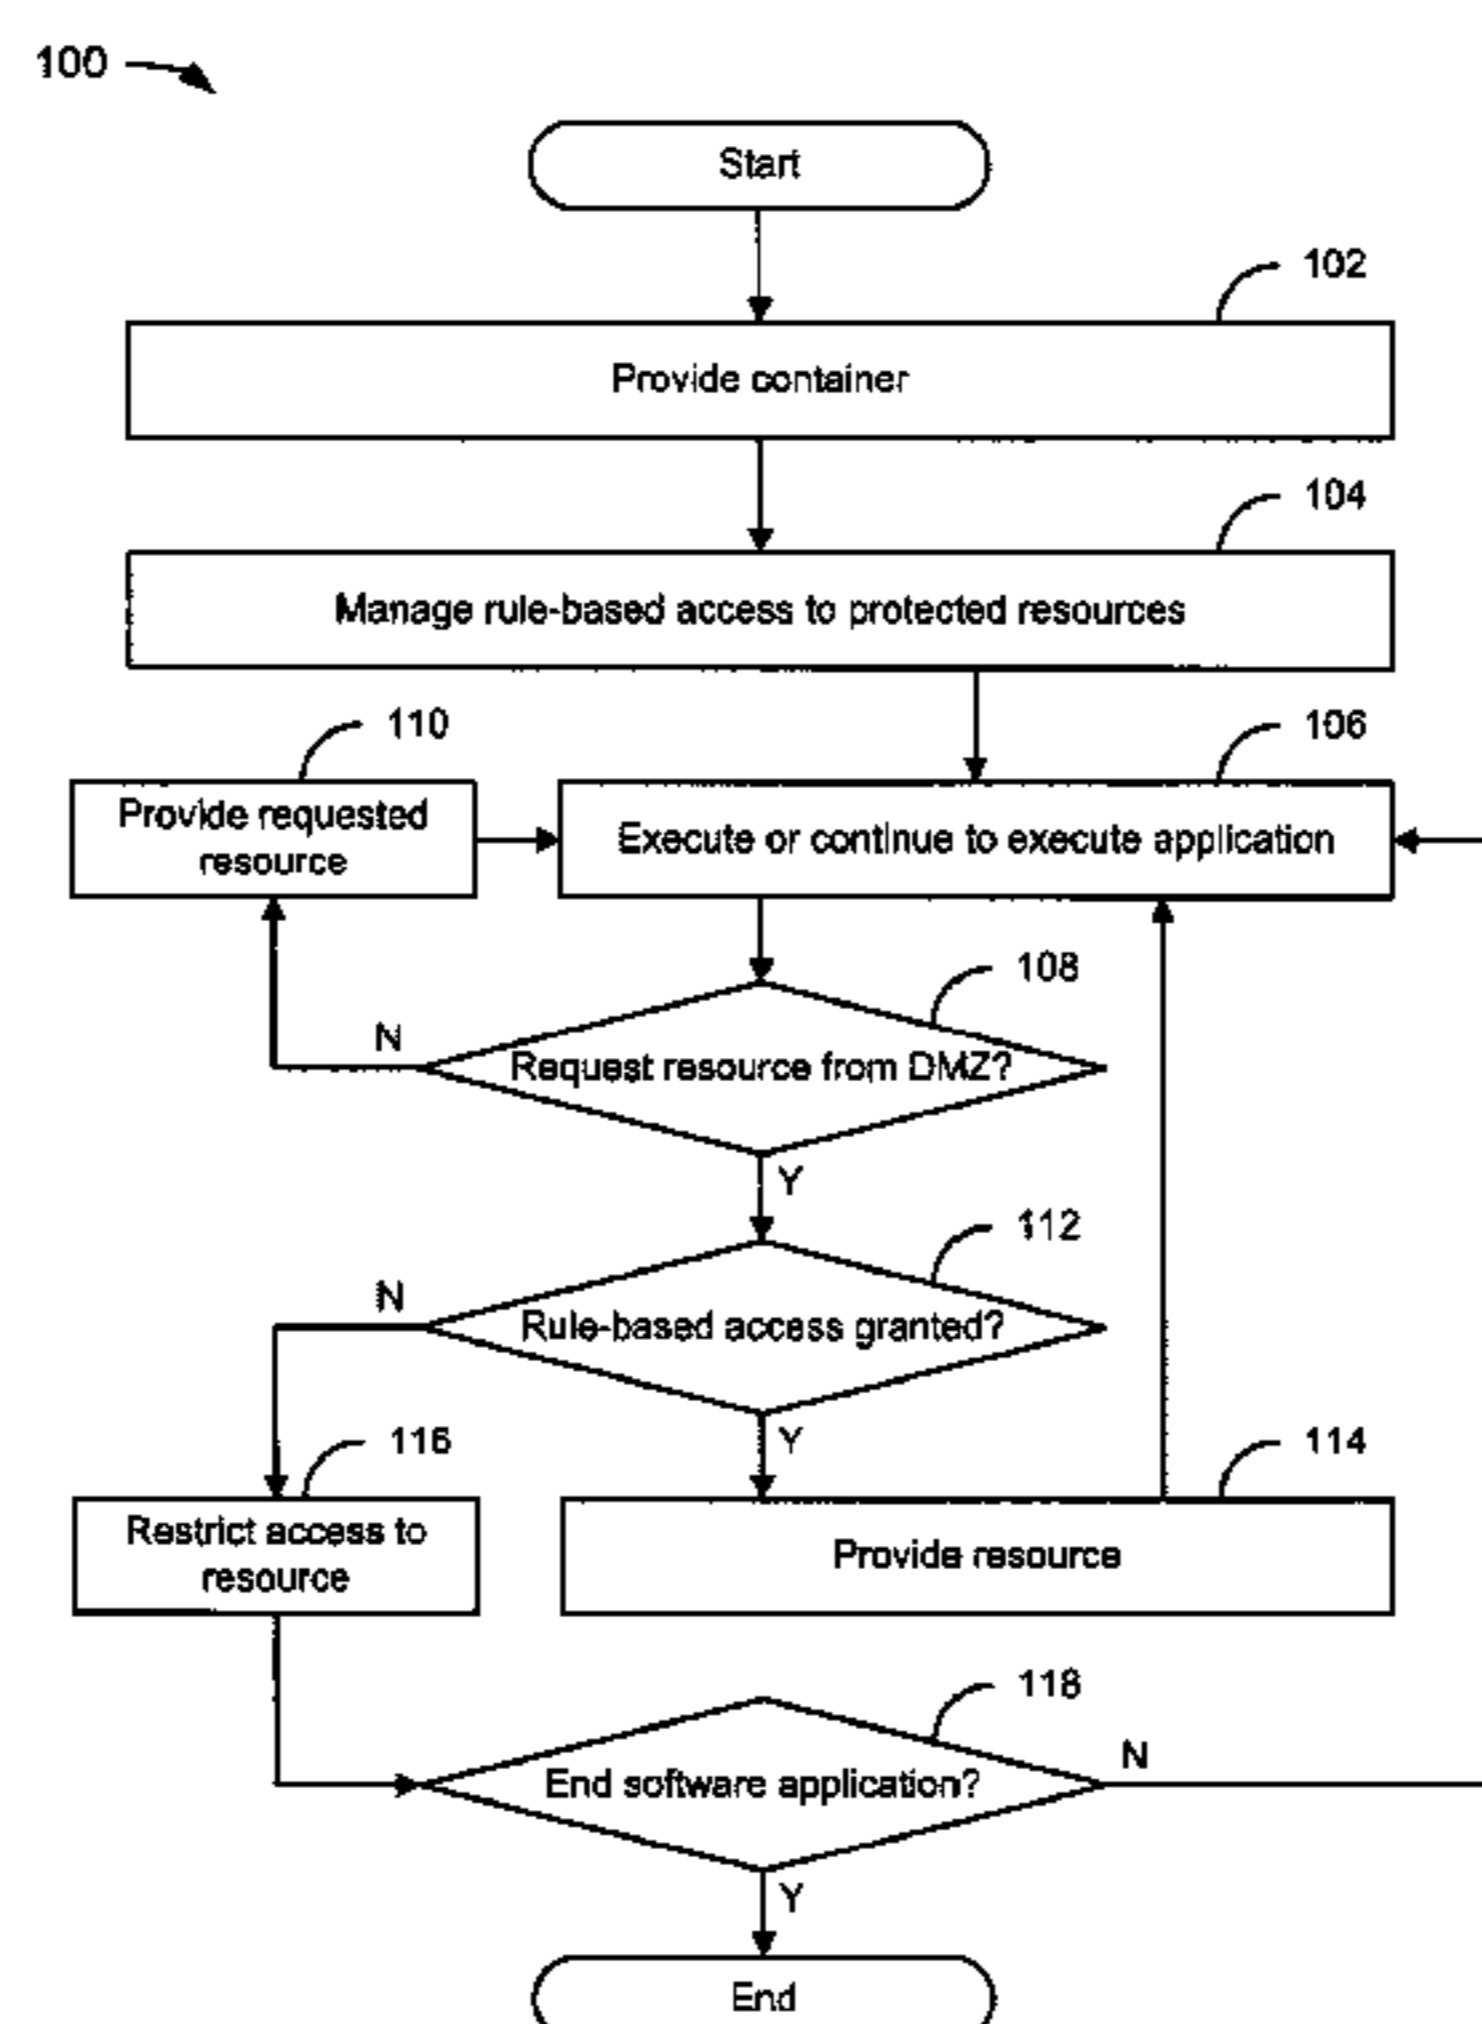 100
Start
102
Provide container
104
Manage rule-based access to protected resources
110
106
Provide requested
resource
Execute or continue to execute application
108
N
Request resource from DMZ?
Y
112
N
Rule-based access granted?
Y
116
114
Restrict access to
resource
Provide resource
118
N
End software application?
Y
End